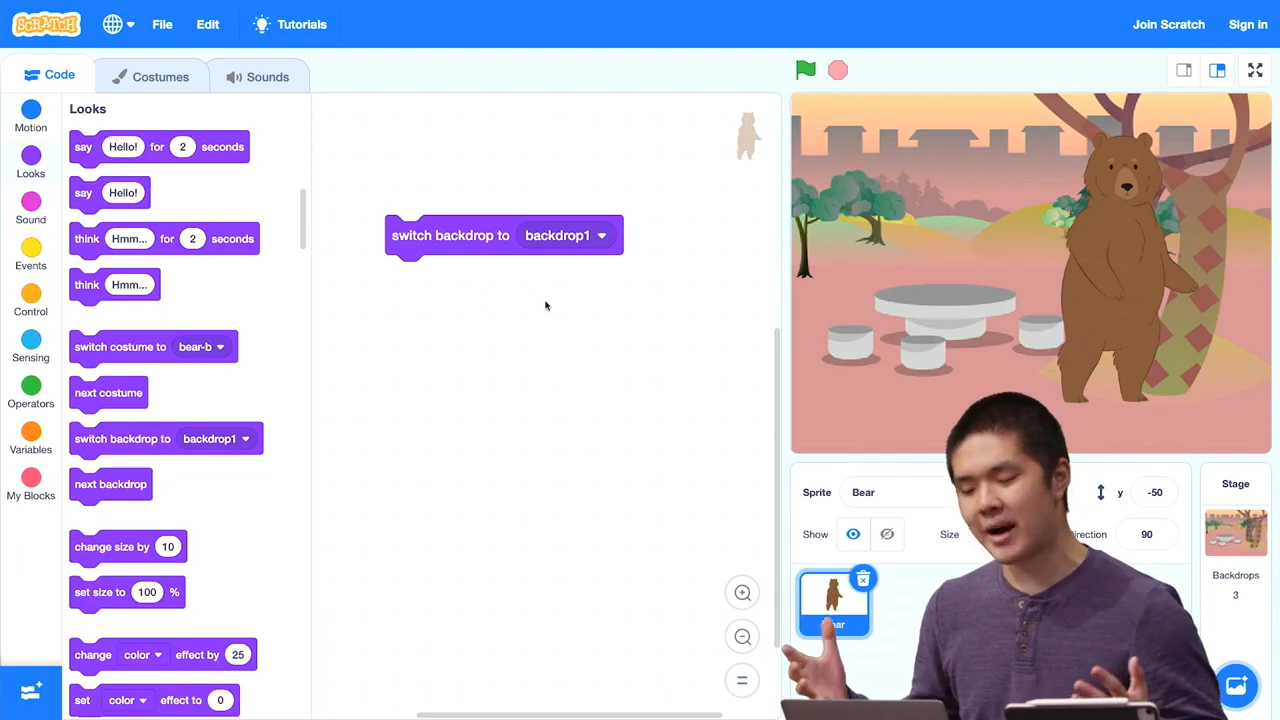 SCRATCH
File
Edit
Tutorials
Join Scratch
Sign in
Code
Costumes
Sounds
Motion
Looks
Sound
Events
Control
Sensing
Operators
Variables
My Blocks
Looks
say Hello! for 2 seconds
say Hello!
think Hmm... for 2 seconds
think Hmm...
switch costume to bear-b
next costume
switch backdrop to backdrop1
next backdrop
change size by 10
set size to 100 %
change color effect by 25
set color effect to 0
switch backdrop to backdrop1
Sprite Bear
y -50
Show
Size
Direction 90
Stage
Backdrops
3